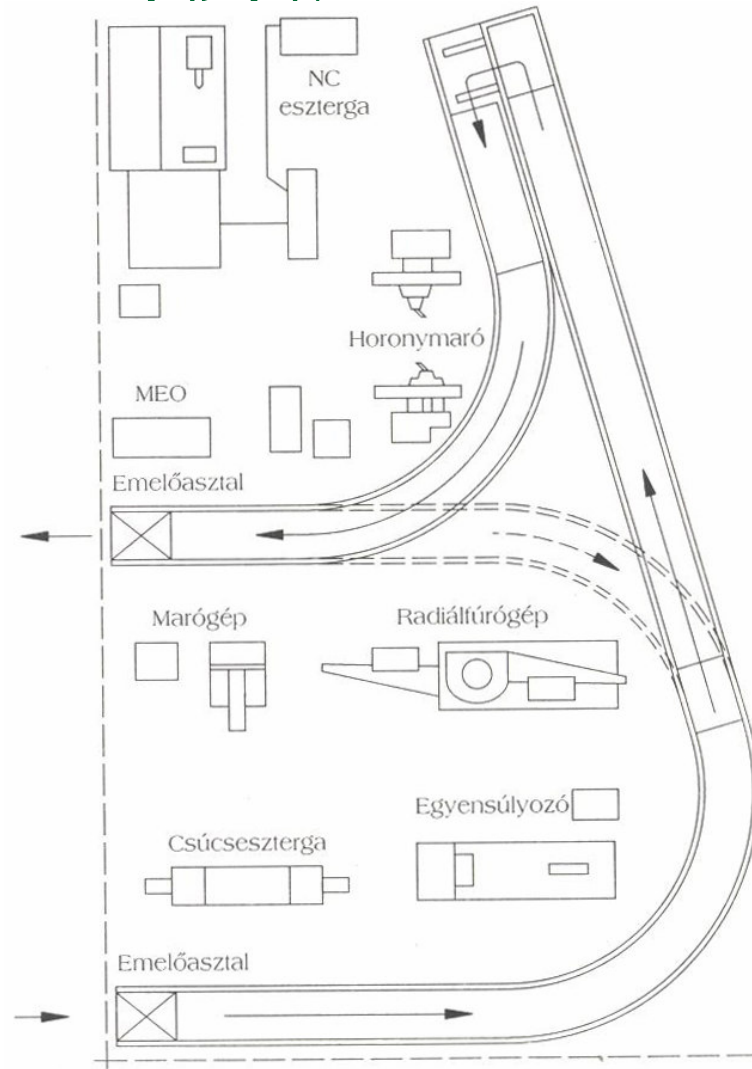 NC
eszterga
Horonymaró
MEO
Emelőasztal
Marógép
Radiálfúrógép
Egyensúlyozó
Csúcseszterga
Emelőasztal